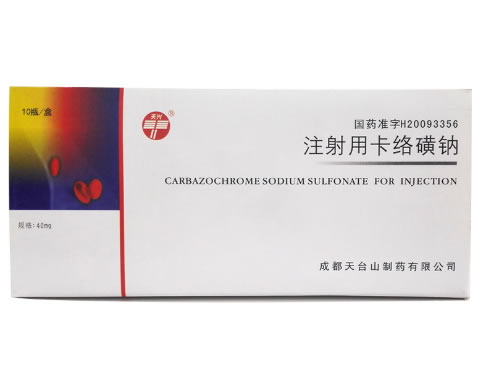 10瓶/盒
天兴
®
国药准字H20093356
注射用卡络磺钠
CARBAZOCHROME SODIUM SULFONATE FOR INJECTION
规格:40mg
成都天台山制药有限公司